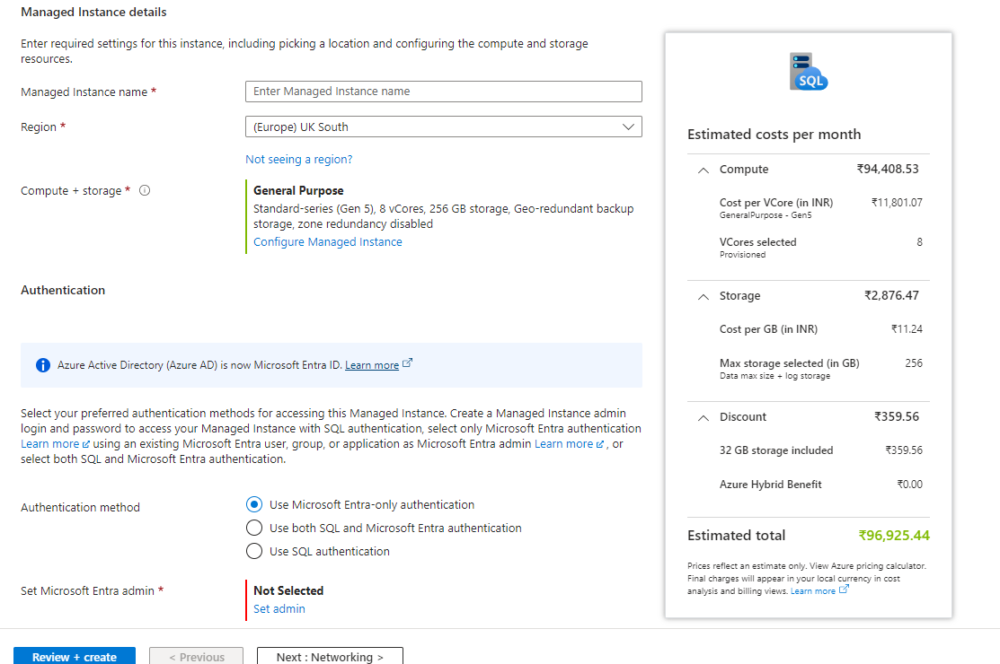 Managed Instance details
Enter required settings for this instance, including picking a location and configuring the compute and storage
resources.
Managed Instance name *
Enter Managed Instance name
Region *
(Europe) UK South
Not seeing a region?
Compute + storage *
General Purpose
Standard-series (Gen 5), 8 vCores, 256 GB storage, Geo-redundant backup
storage, zone redundancy disabled
Configure Managed Instance
Authentication
Azure Active Directory (Azure AD) is now Microsoft Entra ID. Learn more
Select your preferred authentication methods for accessing this Managed Instance. Create a Managed Instance admin
login and password to access your Managed Instance with SQL authentication, select only Microsoft Entra authentication
Learn more using an existing Microsoft Entra user, group, or application as Microsoft Entra admin Learn more , or
select both SQL and Microsoft Entra authentication.
Authentication method
Use Microsoft Entra-only authentication
Use both SQL and Microsoft Entra authentication
Use SQL authentication
Set Microsoft Entra admin *
Not Selected
Set admin
Review + create
< Previous
Next : Networking >
SQL
Estimated costs per month
Compute ₹94,408.53
Cost per VCore (in INR) ₹11,801.07
GeneralPurpose - Gen5
VCores selected 8
Provisioned
Storage ₹2,876.47
Cost per GB (in INR) ₹11.24
Max storage selected (in GB) 256
Data max size + log storage
Discount ₹359.56
32 GB storage included ₹359.56
Azure Hybrid Benefit ₹0.00
Estimated total ₹96,925.44
Prices reflect an estimate only. View Azure pricing calculator.
Final charges will appear in your local currency in cost
analysis and billing views. Learn more